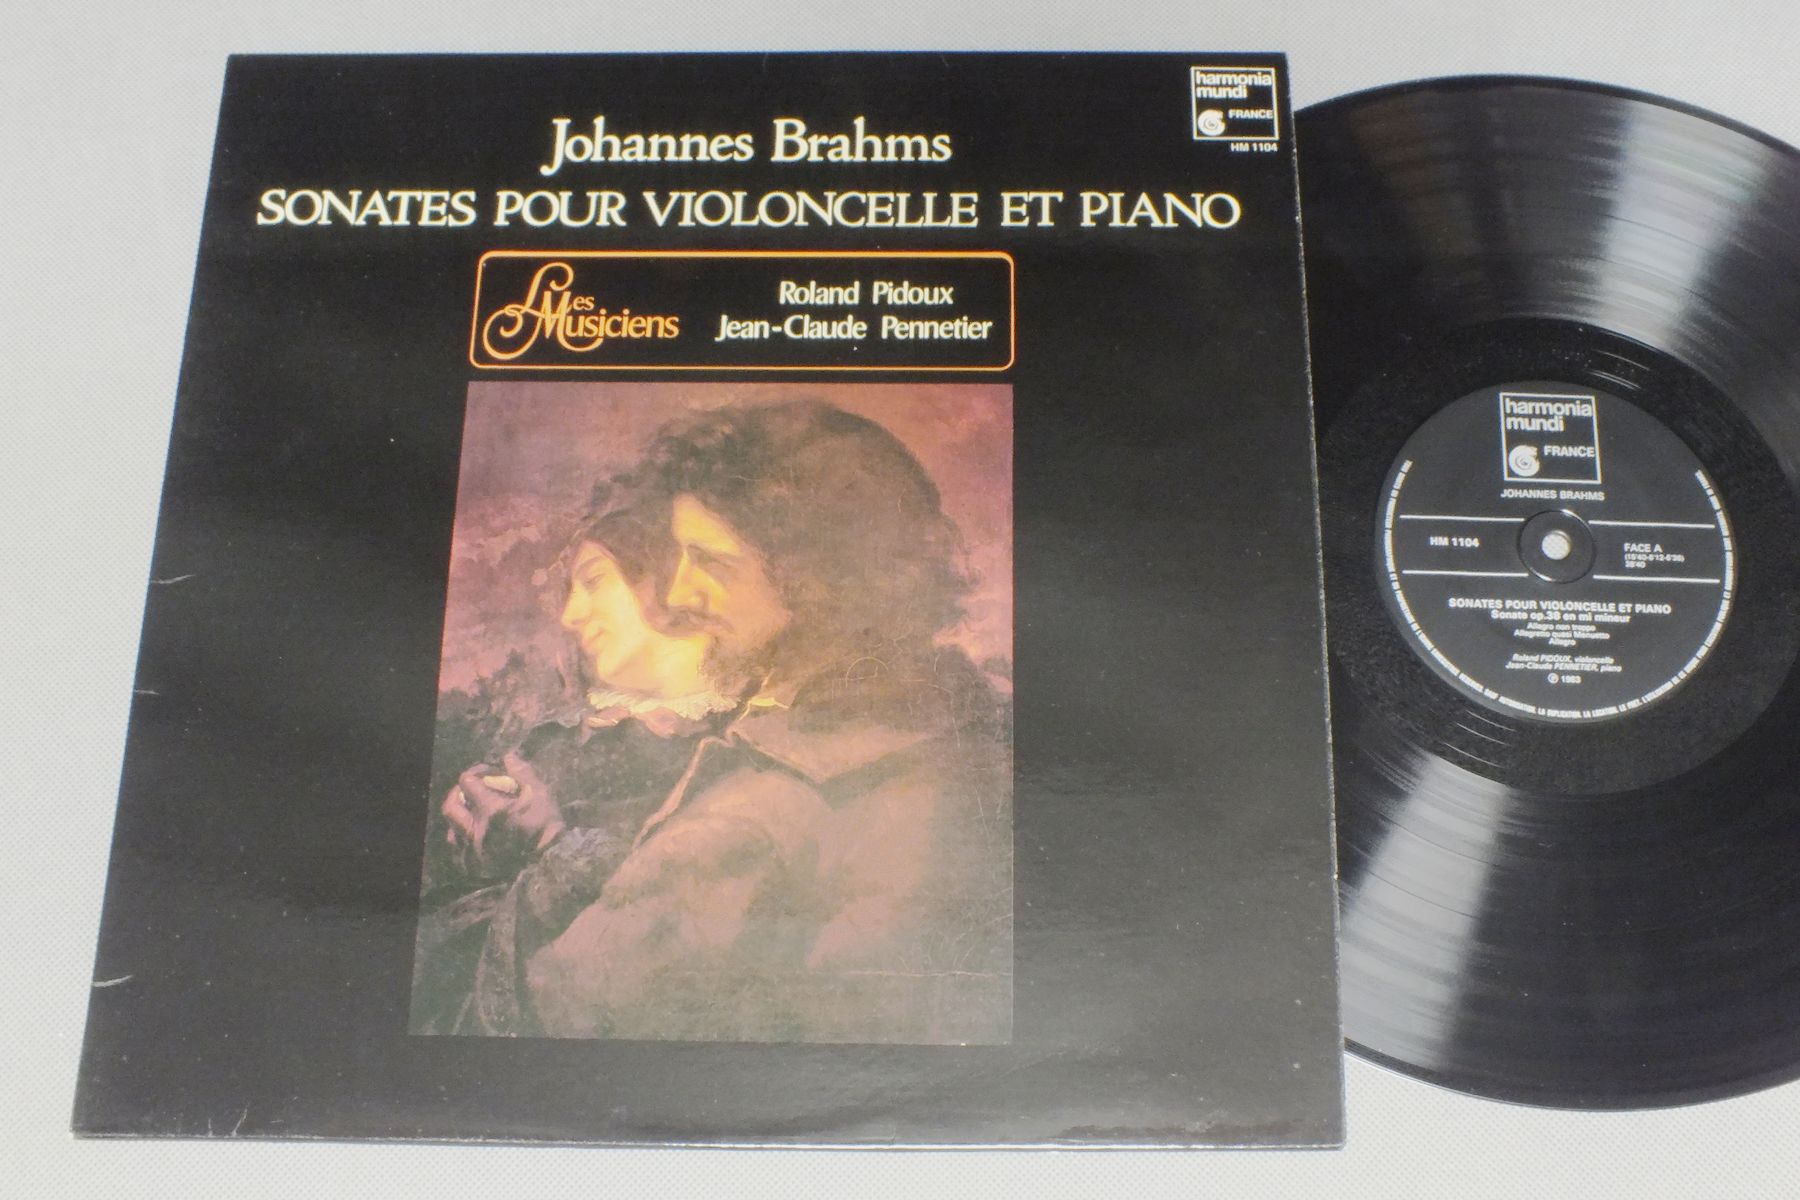 harmonia
mundi
FRANCE
HM 1104
Johannes Brahms
SONATES POUR VIOLONCELLE ET PIANO
Les
Musiciens
Roland Pidoux
Jean-Claude Pennetier
harmonia
mundi
FRANCE
JOHANNES BRAHMS
HM 1104
FACE A
SONATES POUR VIOLONCELLE ET PIANO
Sonate op.38 en mi mineur
Allegro non troppo
Allegretto quasi Menuetto
Allegro
Roland PIDOUX, violoncelle
Jean-Claude PENNETIER, piano
℗ 1983